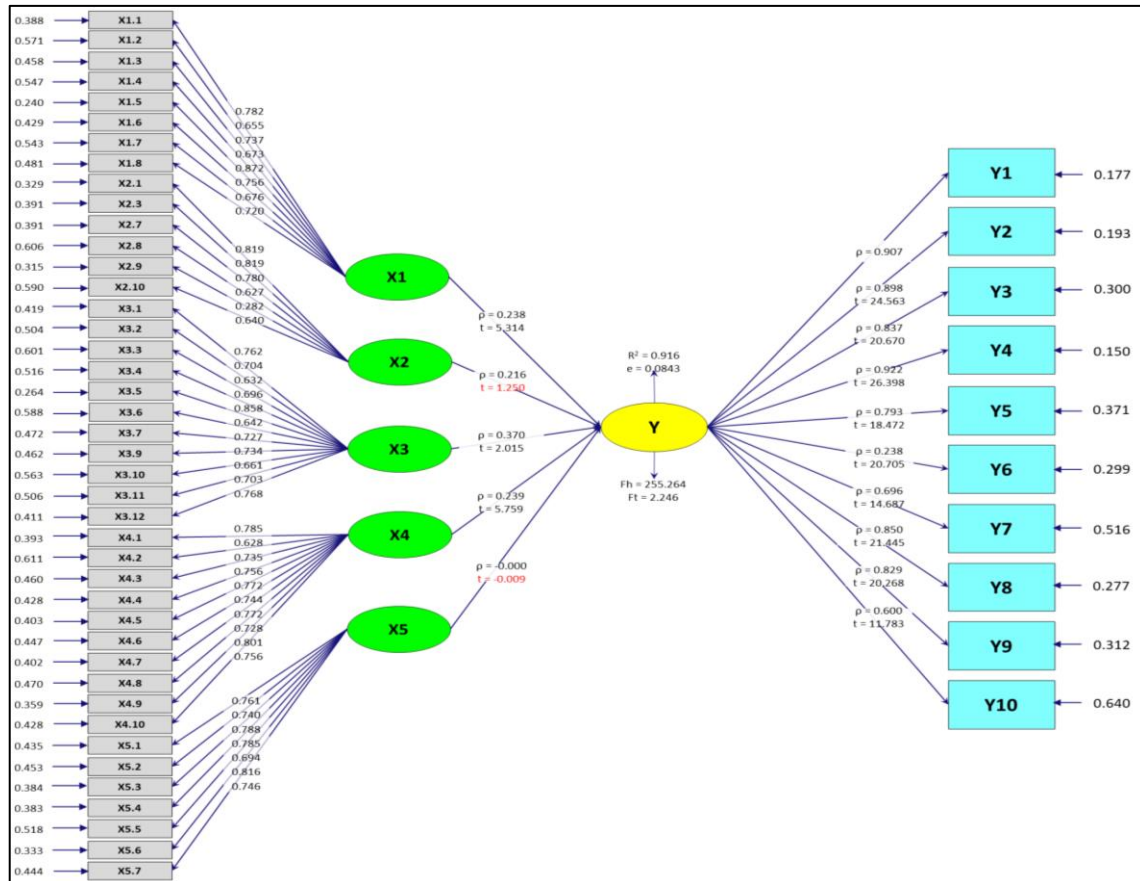 0.388 X1.1
0.571 X1.2
0.458 X1.3
0.547 X1.4
0.240 X1.5
0.429 X1.6
0.543 X1.7
0.481 X1.8
0.329 X2.1
0.391 X2.3
0.391 X2.7
0.606 X2.8
0.315 X2.9
0.590 X2.10
0.419 X3.1
0.504 X3.2
0.601 X3.3
0.516 X3.4
0.264 X3.5
0.588 X3.6
0.472 X3.7
0.462 X3.9
0.563 X3.10
0.506 X3.11
0.411 X3.12
0.393 X4.1
0.611 X4.2
0.460 X4.3
0.428 X4.4
0.403 X4.5
0.447 X4.6
0.402 X4.7
0.470 X4.8
0.359 X4.9
0.428 X4.10
0.435 X5.1
0.453 X5.2
0.384 X5.3
0.383 X5.4
0.518 X5.5
0.333 X5.6
0.444 X5.7
0.782
0.655
0.737
0.673
0.872
0.756
0.676
0.720
0.819
0.819
0.780
0.627
0.282
0.640
0.762
0.704
0.632
0.696
0.858
0.642
0.727
0.734
0.661
0.703
0.768
0.785
0.628
0.735
0.756
0.772
0.744
0.772
0.728
0.801
0.756
0.761
0.740
0.788
0.785
0.694
0.816
0.746
X1
X2
X3
X4
X5
ρ = 0.238
t = 5.314
ρ = 0.216
t = 1.250
ρ = 0.370
t = 2.015
ρ = 0.239
t = 5.759
ρ = -0.000
t = -0.009
R² = 0.916
e = 0.0843
Y
Fh = 255.264
Ft = 2.246
ρ = 0.907
ρ = 0.898
t = 24.563
ρ = 0.837
t = 20.670
ρ = 0.922
t = 26.398
ρ = 0.793
t = 18.472
ρ = 0.238
t = 20.705
ρ = 0.696
t = 14.687
ρ = 0.850
t = 21.445
ρ = 0.829
t = 20.268
ρ = 0.600
t = 11.783
Y1 0.177
Y2 0.193
Y3 0.300
Y4 0.150
Y5 0.371
Y6 0.299
Y7 0.516
Y8 0.277
Y9 0.312
Y10 0.640